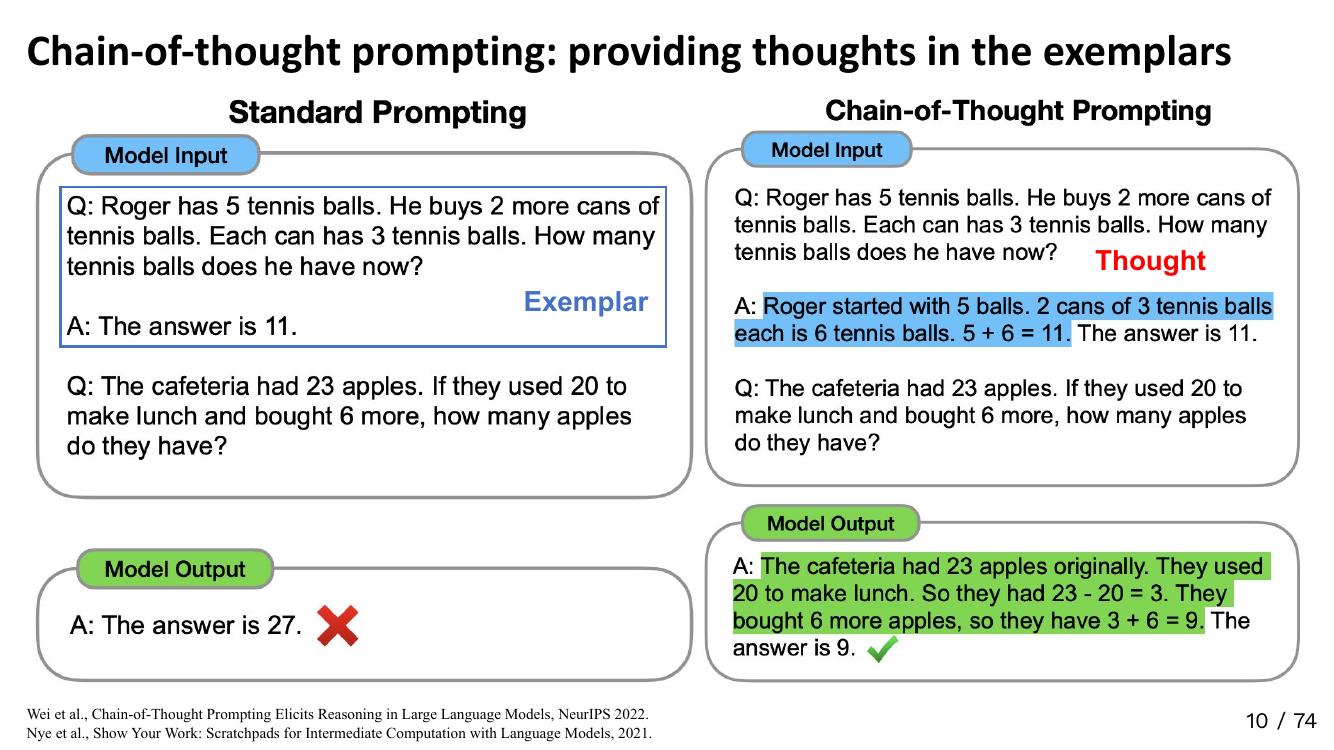 Chain-of-thought prompting: providing thoughts in the exemplars
Standard Prompting
Model Input
Q: Roger has 5 tennis balls. He buys 2 more cans of
tennis balls. Each can has 3 tennis balls. How many
tennis balls does he have now?
Exemplar
A: The answer is 11.
Q: The cafeteria had 23 apples. If they used 20 to
make lunch and bought 6 more, how many apples
do they have?
Model Output
A: The answer is 27.
Chain-of-Thought Prompting
Model Input
Q: Roger has 5 tennis balls. He buys 2 more cans of
tennis balls. Each can has 3 tennis balls. How many
tennis balls does he have now?
Thought
A: Roger started with 5 balls. 2 cans of 3 tennis balls
each is 6 tennis balls. 5 + 6 = 11. The answer is 11.
Q: The cafeteria had 23 apples. If they used 20 to
make lunch and bought 6 more, how many apples
do they have?
Model Output
A: The cafeteria had 23 apples originally. They used
20 to make lunch. So they had 23 - 20 = 3. They
bought 6 more apples, so they have 3 + 6 = 9. The
answer is 9.
Wei et al., Chain-of-Thought Prompting Elicits Reasoning in Large Language Models, NeurIPS 2022.
Nye et al., Show Your Work: Scratchpads for Intermediate Computation with Language Models, 2021.
10 / 74